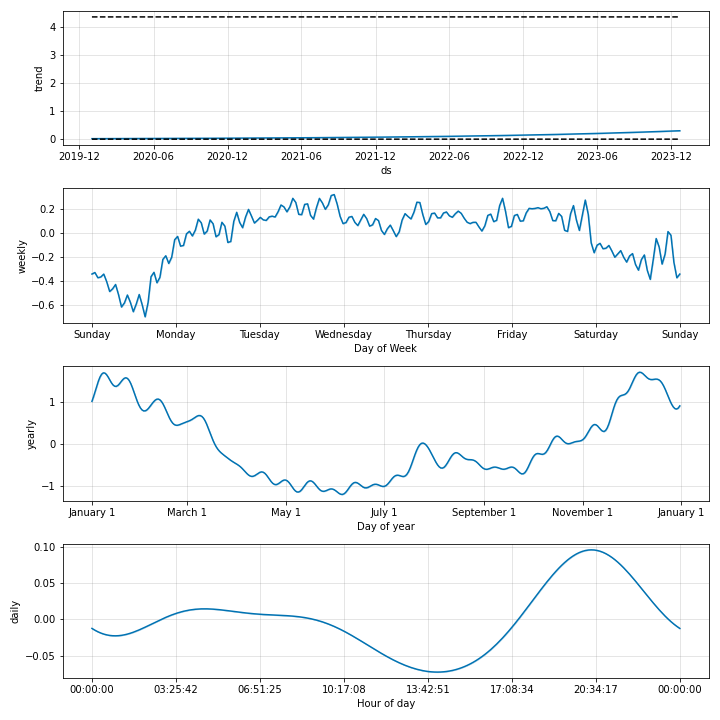 trend
4
3
2
1
0
2019-12 2020-06 2020-12 2021-06 2021-12 2022-06 2022-12 2023-06 2023-12
ds
weekly
0.2
0.0
−0.2
−0.4
−0.6
Sunday Monday Tuesday Wednesday Thursday Friday Saturday Sunday
Day of Week
yearly
1
0
−1
January 1 March 1 May 1 July 1 September 1 November 1 January 1
Day of year
daily
0.10
0.05
0.00
−0.05
00:00:00 03:25:42 06:51:25 10:17:08 13:42:51 17:08:34 20:34:17 00:00:00
Hour of day